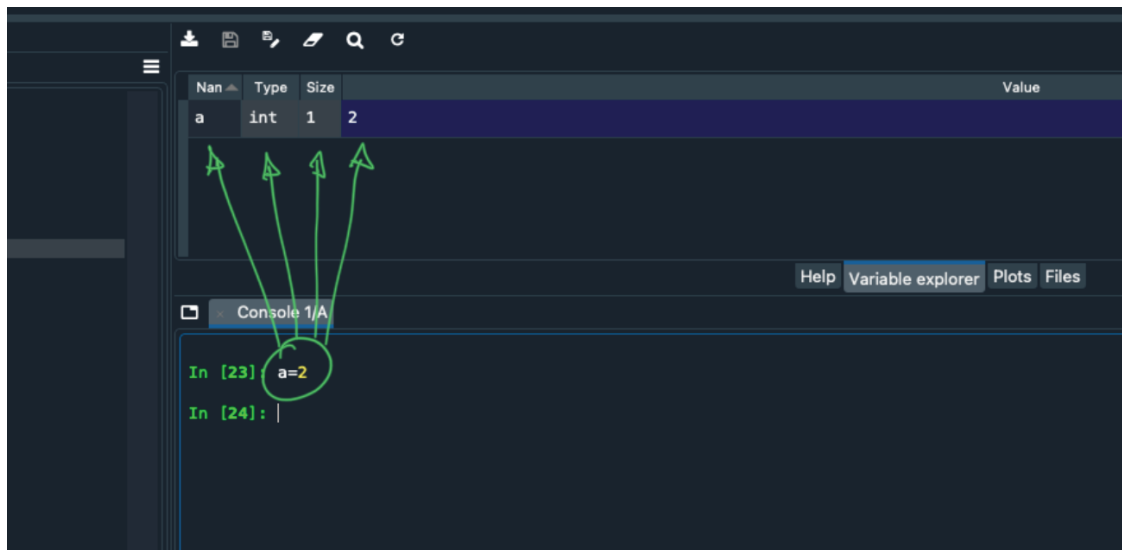 Nan Type Size Value
a int 1 2
Help Variable explorer Plots Files
Console 1/A
In [23]: a=2
In [24]: